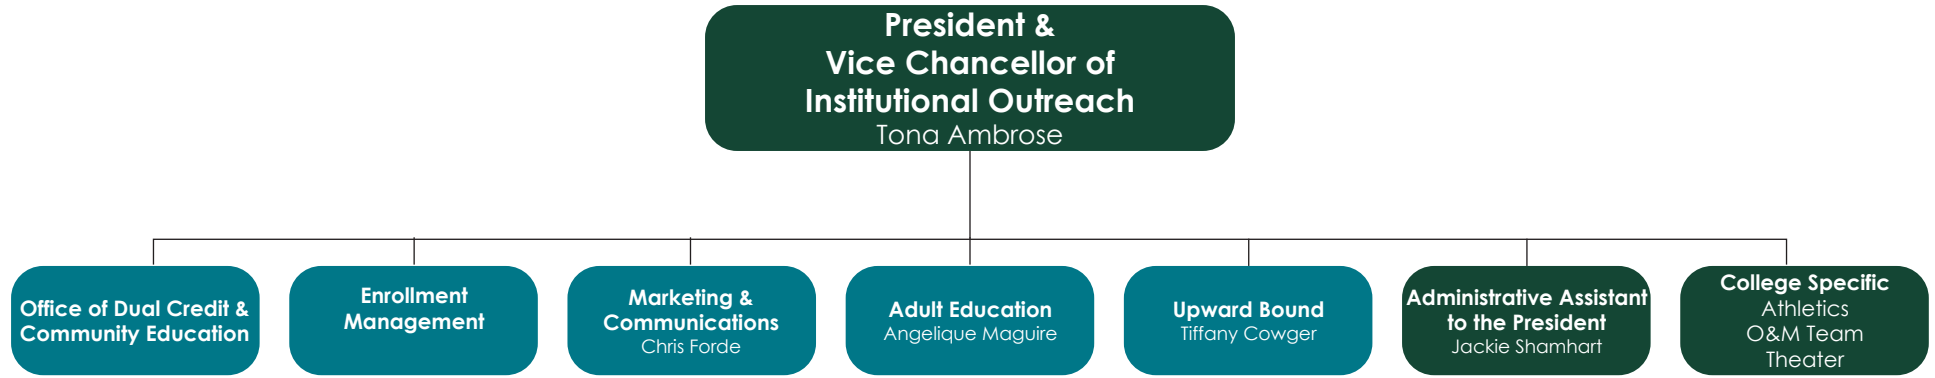 President &
Vice Chancellor of
Institutional Outreach
Tona Ambrose
Office of Dual Credit &
Community Education
Enrollment
Management
Marketing &
Communications
Chris Forde
Adult Education
Angelique Maguire
Upward Bound
Tiffany Cowger
Administrative Assistant
to the President
Jackie Shamhart
College Specific
Athletics
O&M Team
Theater